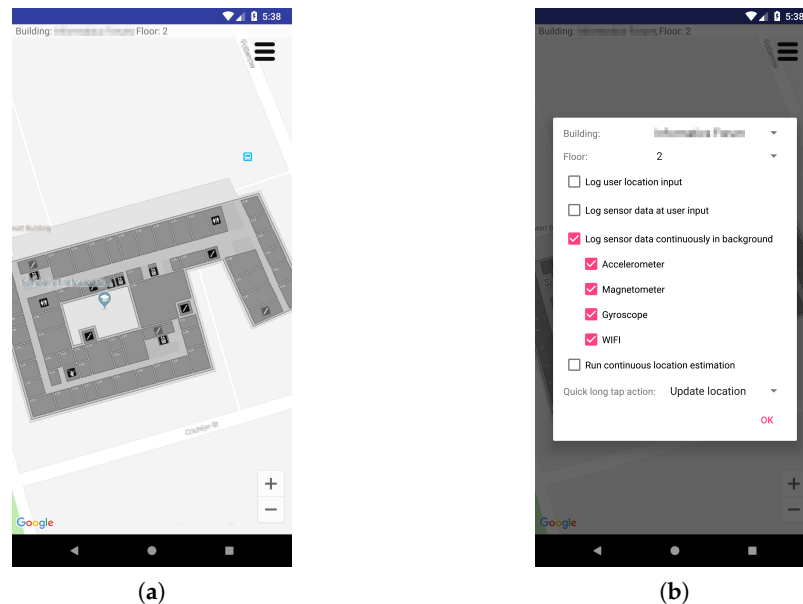 5:38
Building: Floor: 2
Google
(a)
5:38
Building: Floor: 2
Building:
Floor: 2
Log user location input
Log sensor data at user input
Log sensor data continuously in background
Accelerometer
Magnetometer
Gyroscope
WIFI
Run continuous location estimation
Quick long tap action: Update location
OK
Google
(b)